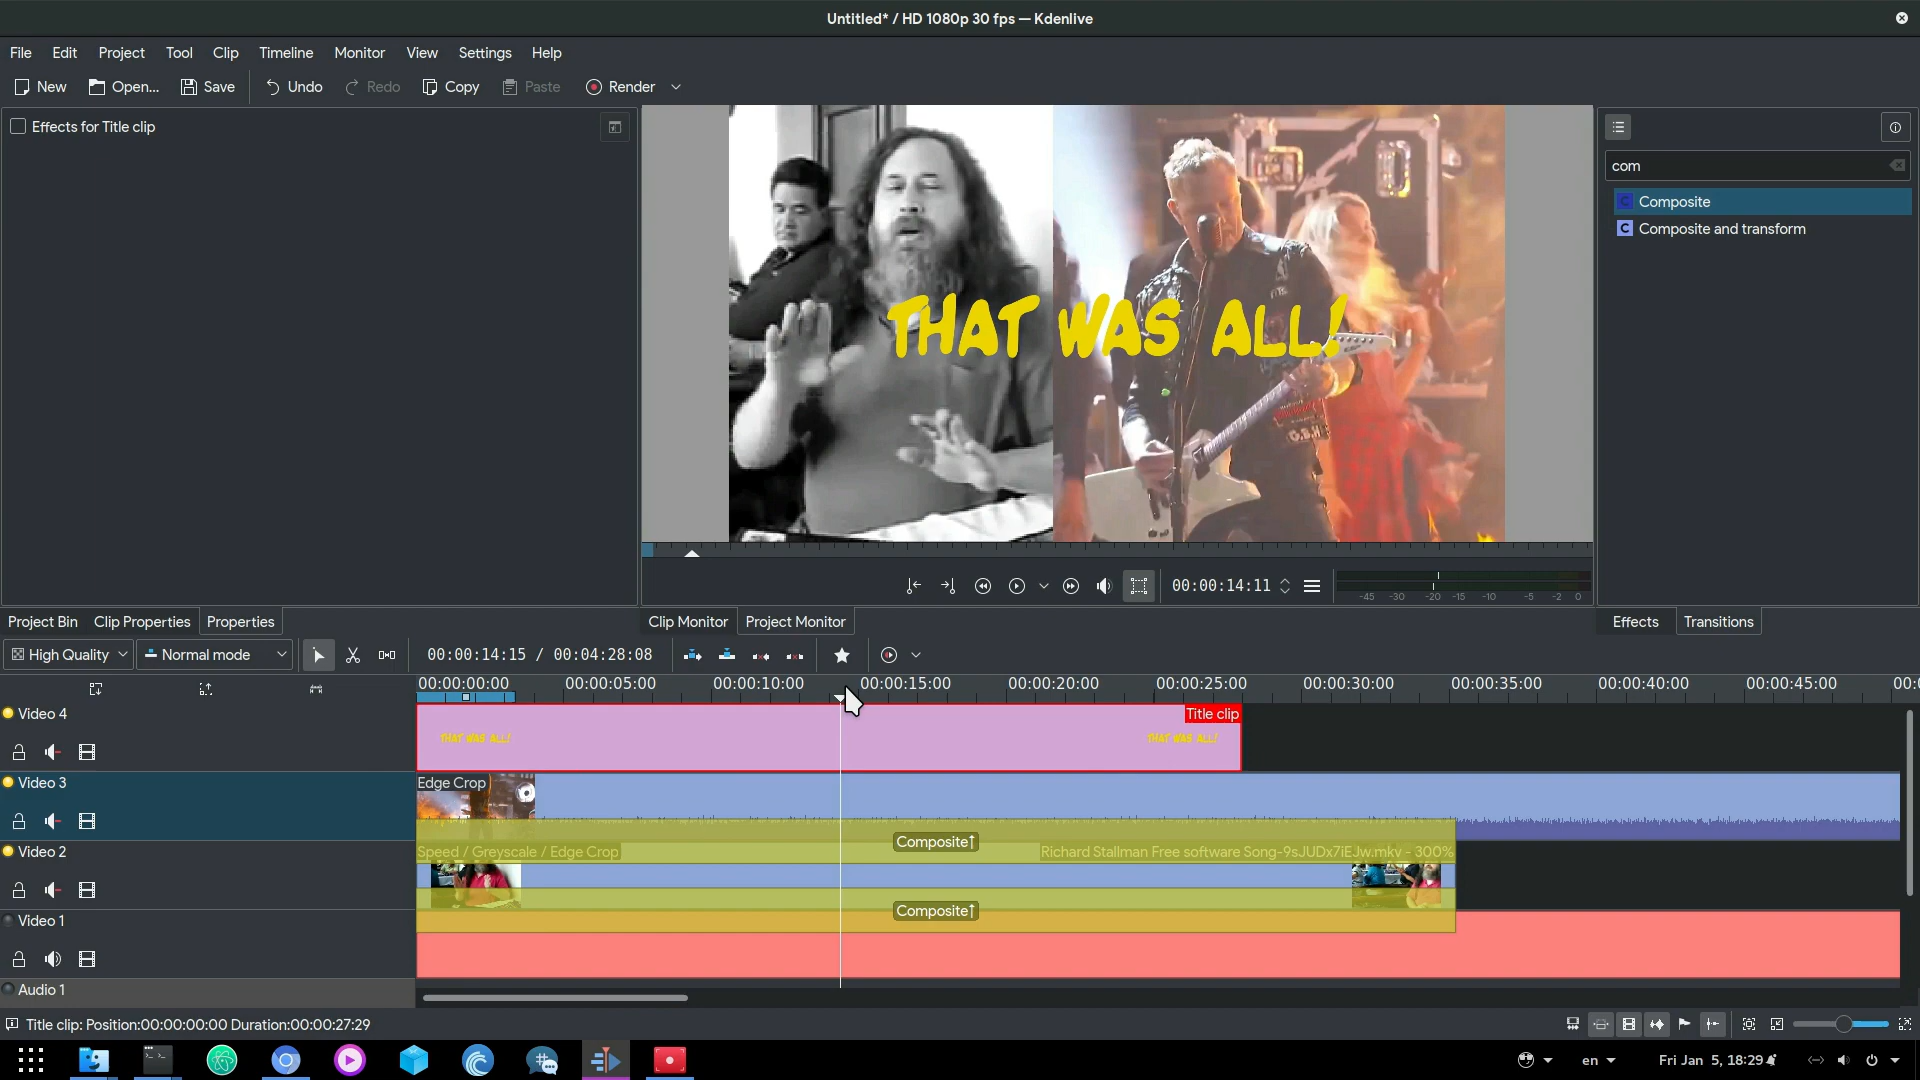 Untitled* / HD 1080p 30 fps — Kdenlive
File Edit Project Tool Clip Timeline Monitor View Settings Help
New Open... Save Undo Redo Copy Paste Render
Effects for Title clip
THAT WAS ALL!
com
Composite
Composite and transform
00:00:14:11
-45 -30 -20 -15 -10 -5 -2 0
Project Bin Clip Properties Properties
Clip Monitor Project Monitor
Effects Transitions
High Quality Normal mode
00:00:14:15 / 00:04:28:08
00:00:00:00 00:00:05:00 00:00:10:00 00:00:15:00 00:00:20:00 00:00:25:00 00:00:30:00 00:00:35:00 00:00:40:00 00:00:45:00 00:0
Video 4
Title clip
THAT WAS ALL! THAT WAS ALL!
Video 3
Edge Crop
Composite↑
Video 2
Speed / Greyscale / Edge Crop
Richard Stallman Free software Song-9sJUDx7iEJw.mkv - 300%
Composite↑
Video 1
Audio 1
Title clip: Position:00:00:00:00 Duration:00:00:27:29
en Fri Jan 5, 18:29